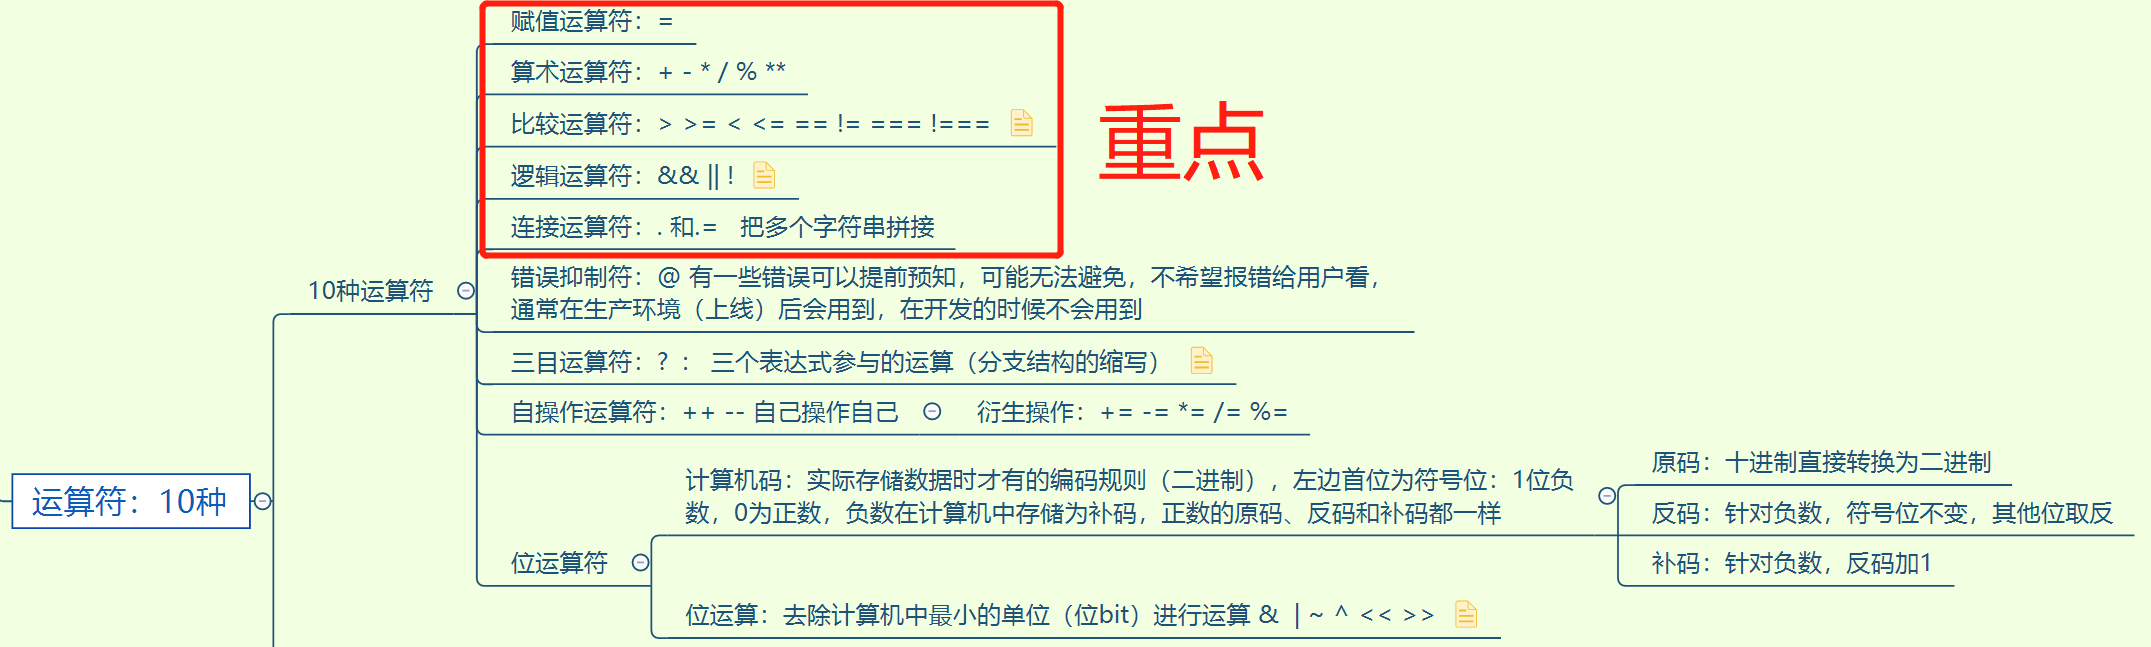 赋值运算符：=
算术运算符：+ - * / % **
比较运算符：> >= < <= == != === !===
逻辑运算符：&& || !
连接运算符：. 和.= 把多个字符串拼接
重点
10种运算符
错误抑制符：@ 有一些错误可以提前预知，可能无法避免，不希望报错给用户看，
通常在生产环境（上线）后会用到，在开发的时候不会用到
三目运算符：? : 三个表达式参与的运算（分支结构的缩写）
自操作运算符：++ -- 自己操作自己
衍生操作：+= -= *= /= %=
运算符：10种
位运算符
计算机码：实际存储数据时才有的编码规则（二进制），左边首位为符号位：1位负
数，0为正数，负数在计算机中存储为补码，正数的原码、反码和补码都一样
原码：十进制直接转换为二进制
反码：针对负数，符号位不变，其他位取反
补码：针对负数，反码加1
位运算：去除计算机中最小的单位（位bit）进行运算 & | ~ ^ << >>